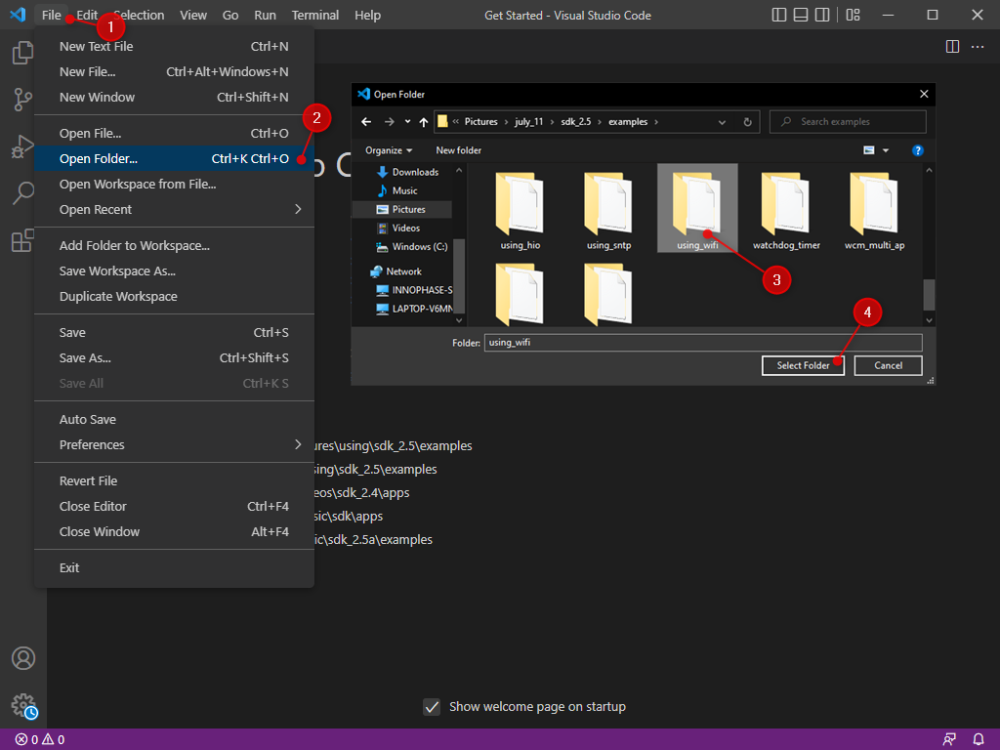 File Edit Selection View Go Run Terminal Help Get Started - Visual Studio Code
1
New Text File Ctrl+N
New File... Ctrl+Alt+Windows+N
New Window Ctrl+Shift+N
Open File... Ctrl+O
2
Open Folder... Ctrl+K Ctrl+O
Open Workspace from File...
Open Recent
Add Folder to Workspace...
Save Workspace As...
Duplicate Workspace
Save Ctrl+S
Save As... Ctrl+Shift+S
Save All Ctrl+K S
Auto Save
Preferences
Revert File
Close Editor Ctrl+F4
Close Window Alt+F4
Exit
Open Folder
« Pictures › july_11 › sdk_2.5 › examples ›
Search examples
Organize New folder
Downloads
Music
Pictures
Videos
Windows (C:)
Network
INNOPHASE-S
LAPTOP-V6MN
using_hio using_sntp using_wifi watchdog_timer wcm_multi_ap
3
4
Folder: using_wifi
Select Folder Cancel
ures\using\sdk_2.5\examples
sing\sdk_2.5\examples
eos\sdk_2.4\apps
sic\sdk\apps
ic\sdk_2.5a\examples
Show welcome page on startup
0 0